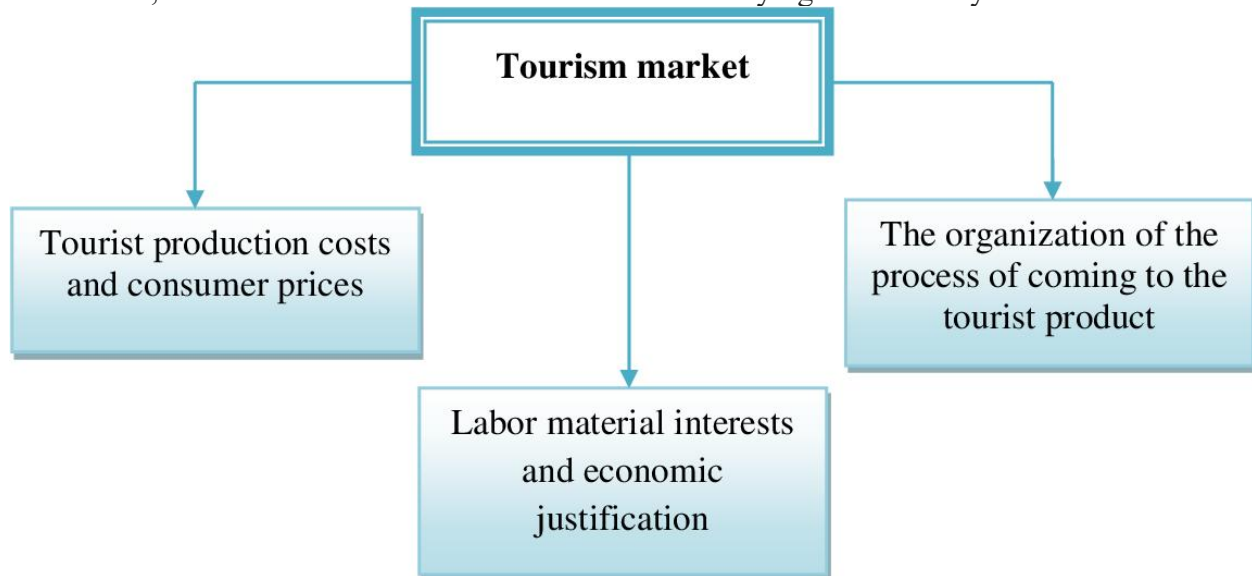 Tourism market
Tourist production costs
and consumer prices
The organization of the
process of coming to the
tourist product
Labor material interests
and economic
justification